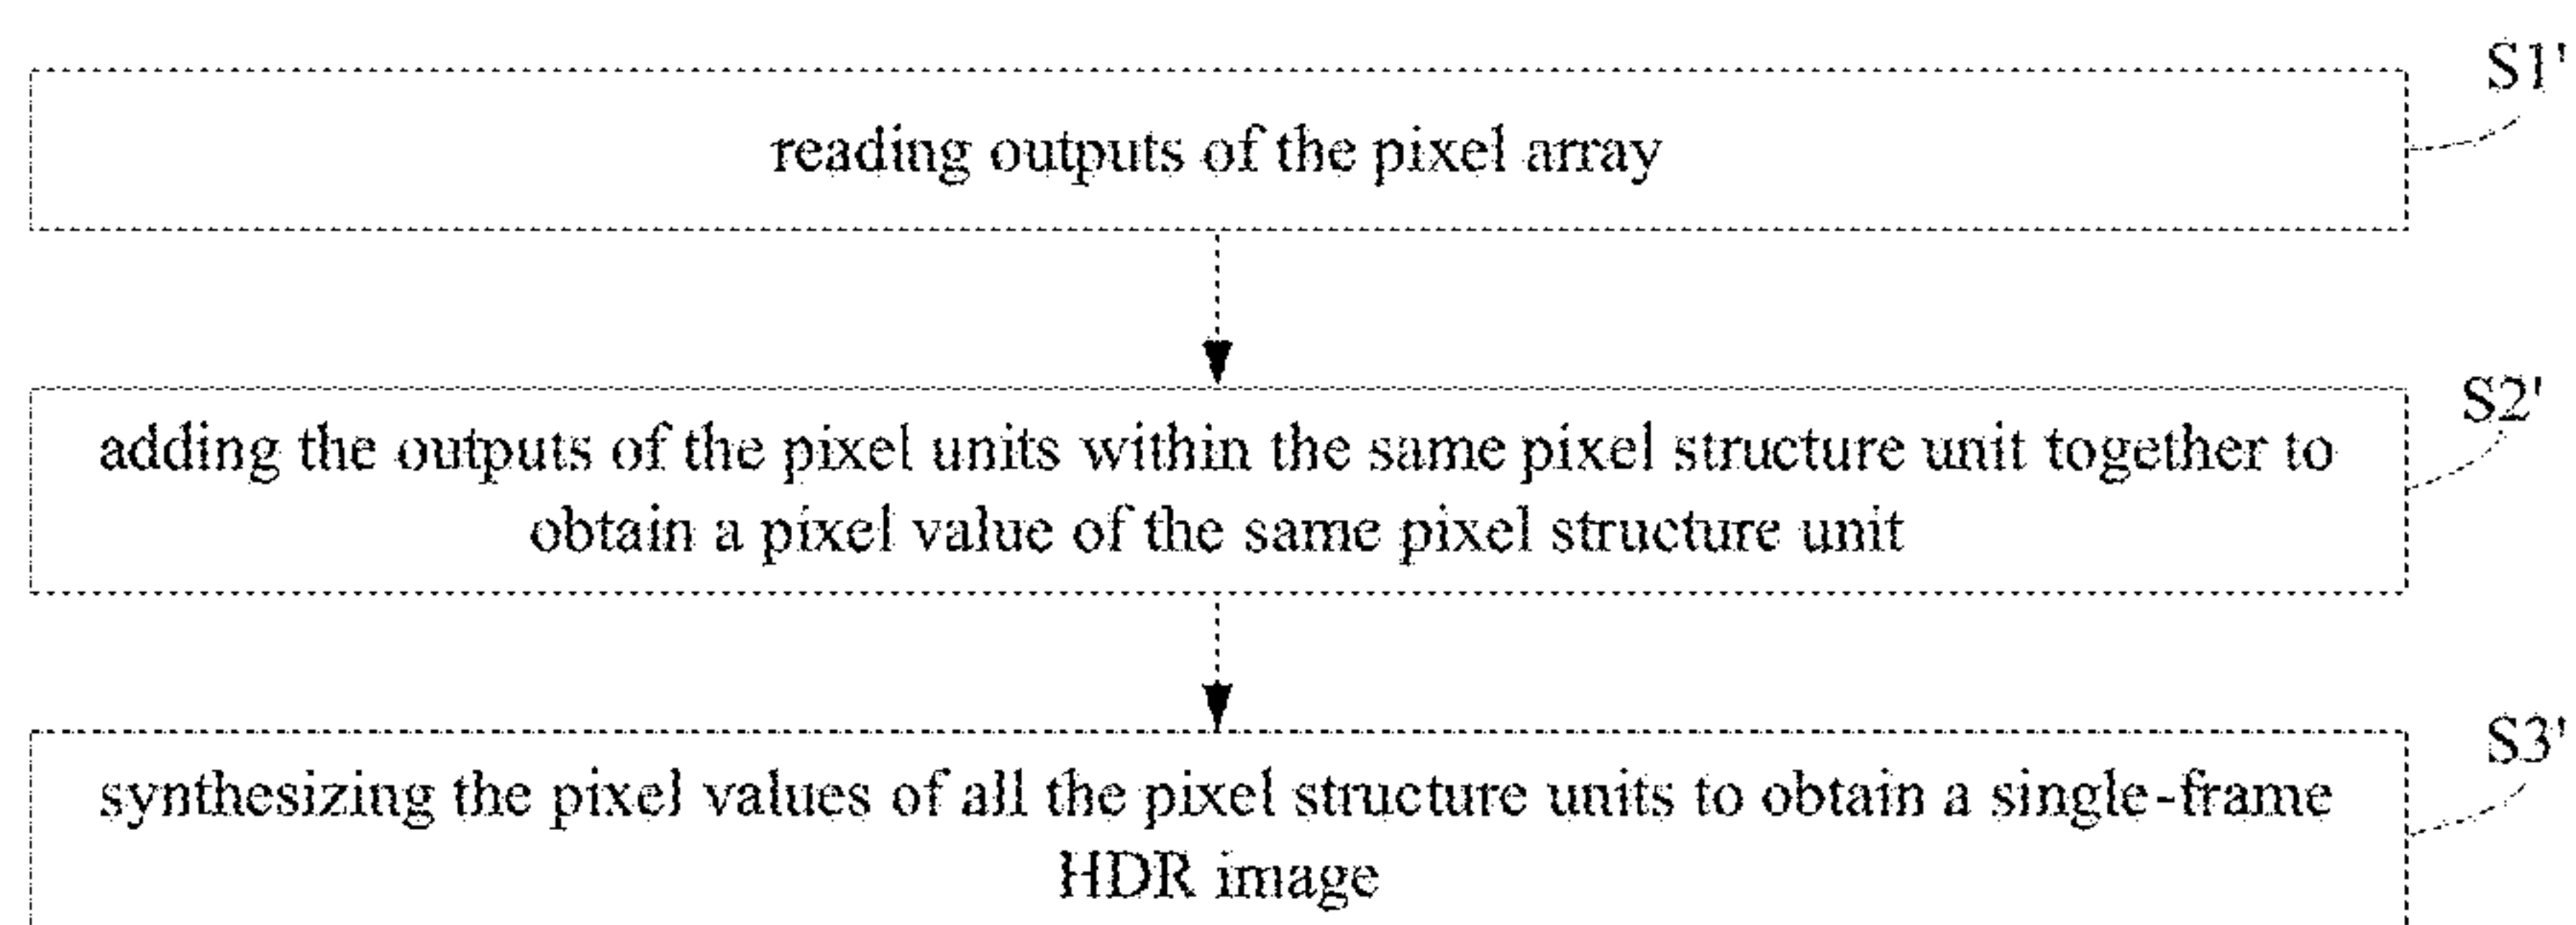 S1'
reading outputs of the pixel array
S2'
adding the outputs of the pixel units within the same pixel structure unit together to
obtain a pixel value of the same pixel structure unit
S3'
synthesizing the pixel values of all the pixel structure units to obtain a single-frame
HDR image